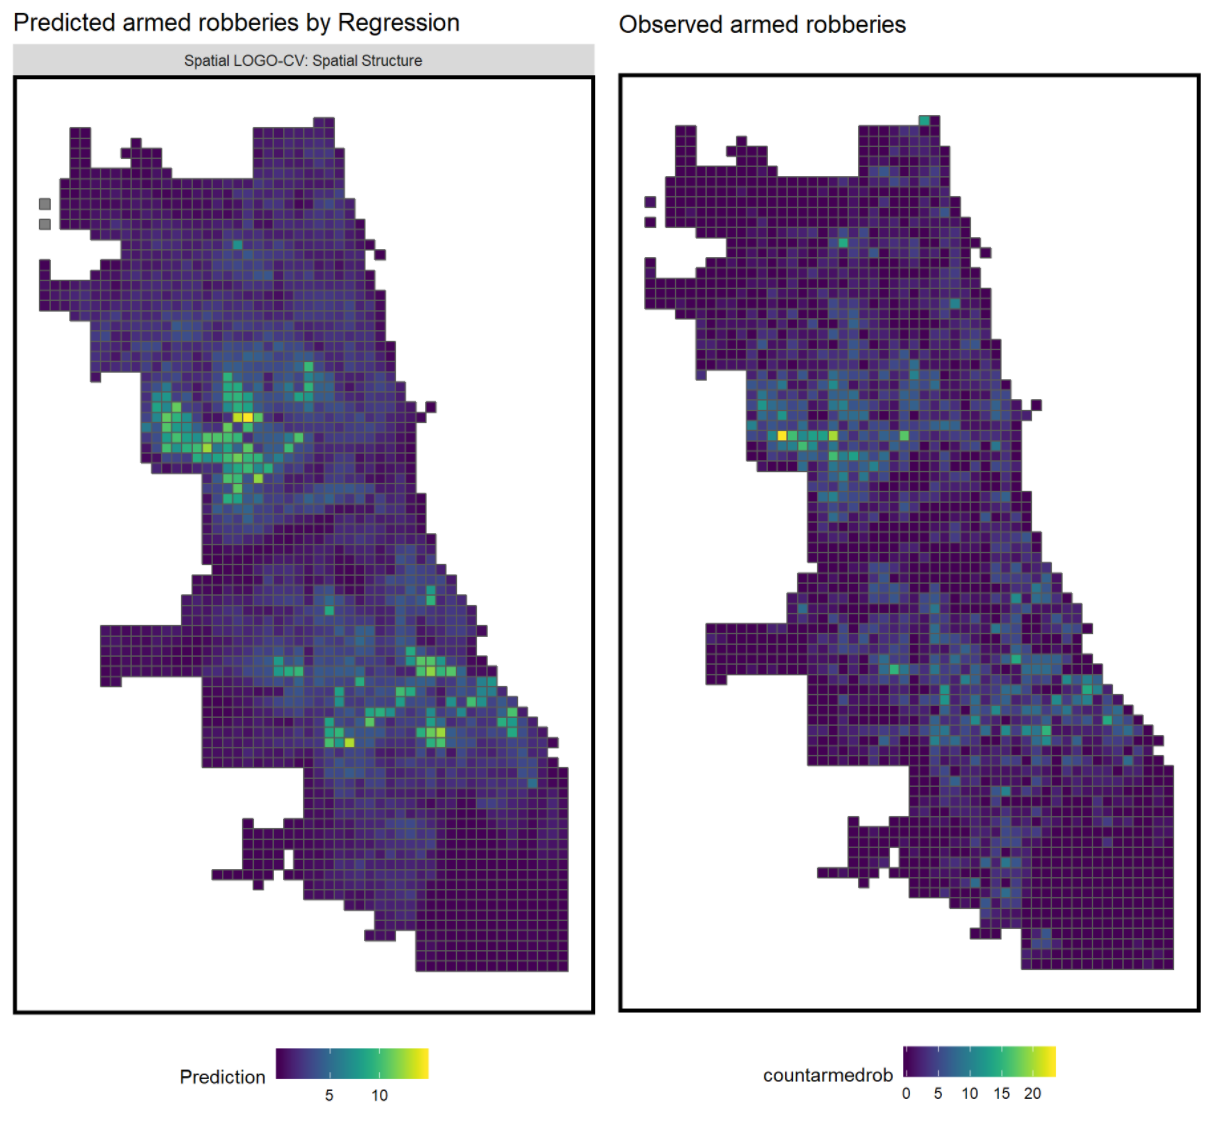 Predicted armed robberies by Regression
Spatial LOGO-CV: Spatial Structure
Prediction
5 10
Observed armed robberies
countarmedrob
0 5 10 15 20